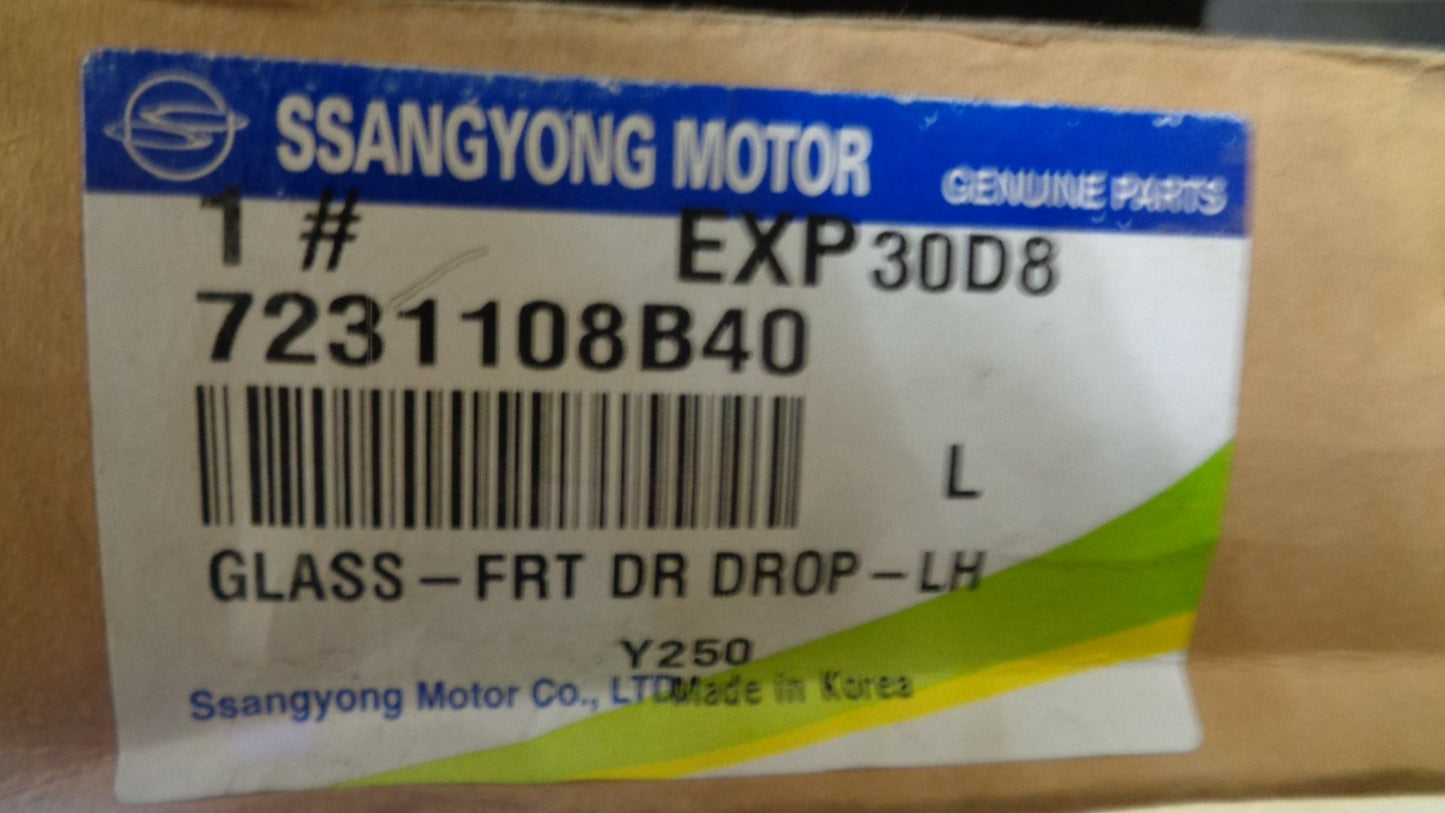 SSANGYONG MOTOR GENUINE PARTS
1 # EXP 30D8
7231108B40
L
GLASS-FRT DR DROP-LH
Y250
Ssangyong Motor Co., LTD. Made in Korea